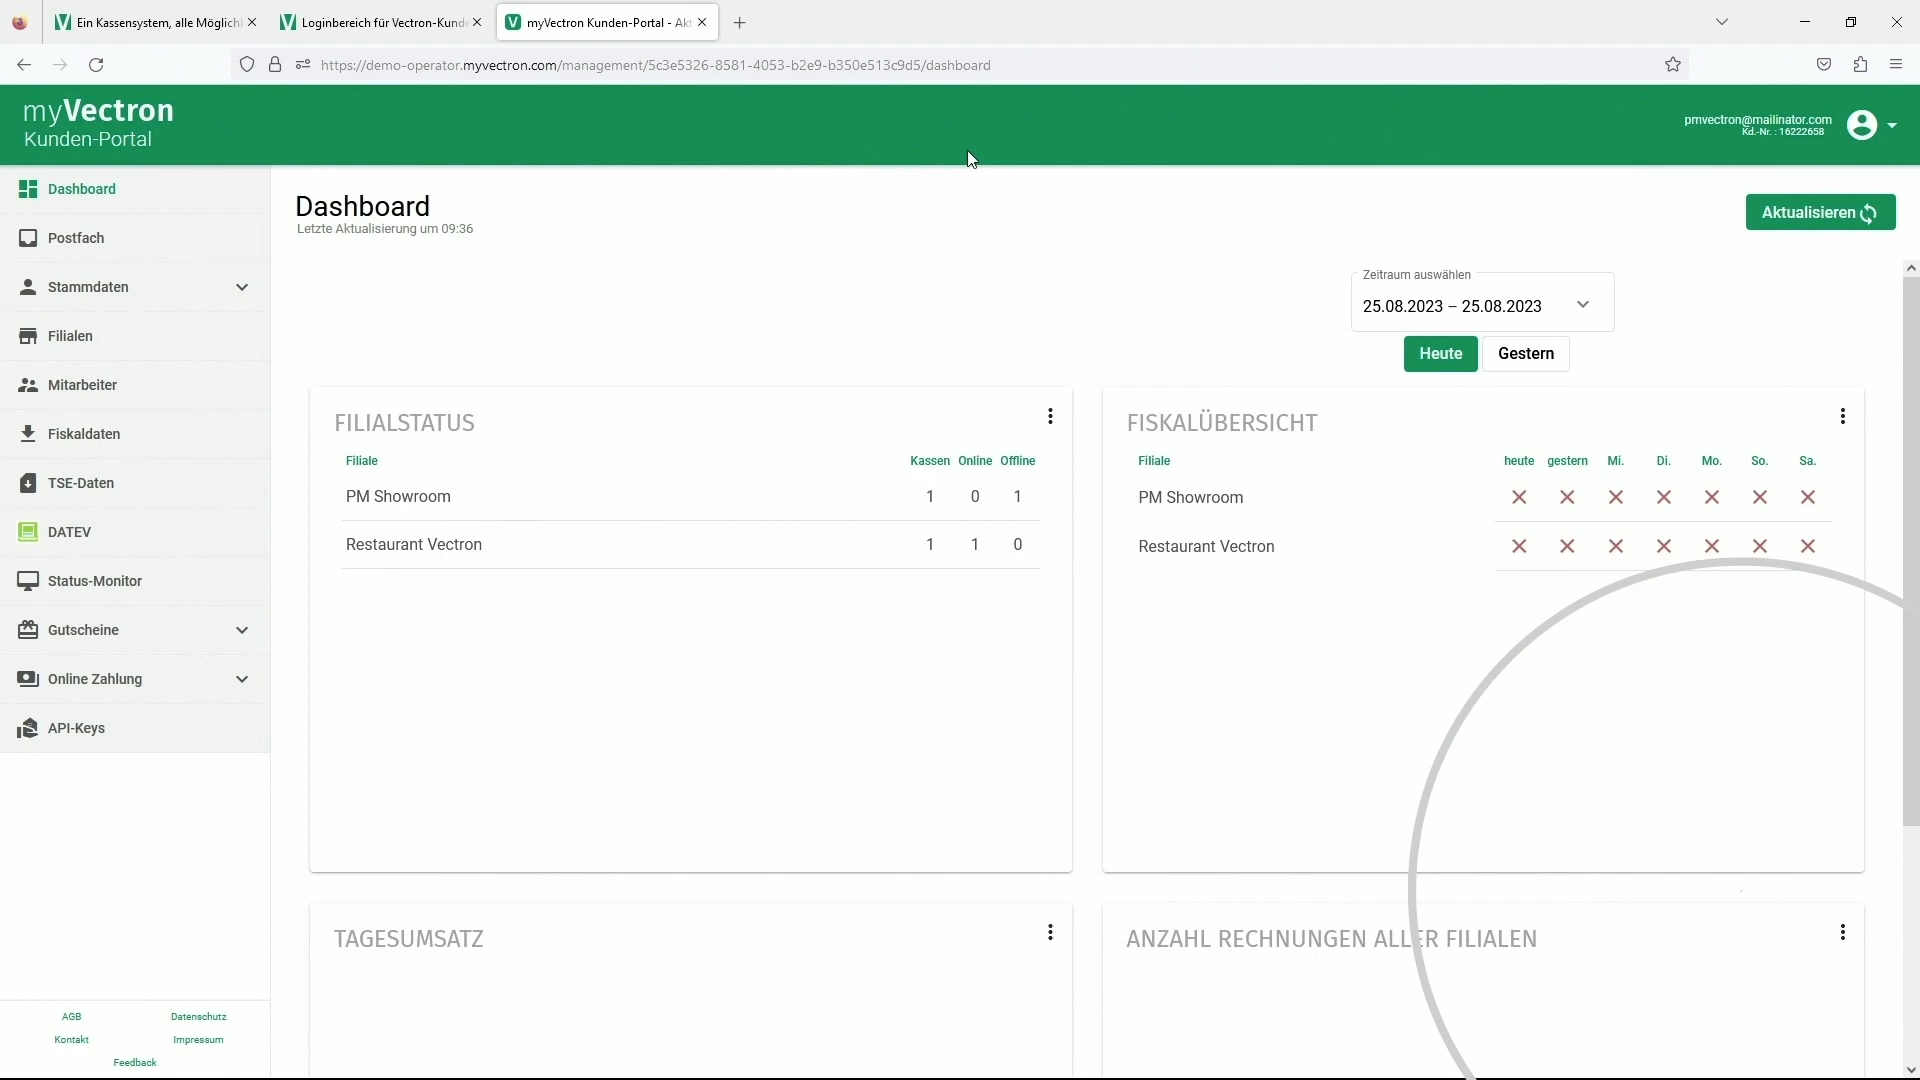 Ein Kassensystem, alle Möglichk
Loginbereich für Vectron-Kunde
myVectron Kunden-Portal - Akt
https://demo-operator.myvectron.com/management/5c3e5326-8581-4053-b2e9-b350e513c9d5/dashboard
myVectron
Kunden-Portal
pmvectron@mailinator.com
Kd.-Nr. : 16222658
Dashboard
Postfach
Stammdaten
Filialen
Mitarbeiter
Fiskaldaten
TSE-Daten
DATEV
Status-Monitor
Gutscheine
Online Zahlung
API-Keys
AGB Datenschutz
Kontakt Impressum
Feedback
Dashboard
Letzte Aktualisierung um 09:36
Aktualisieren
Zeitraum auswählen
25.08.2023 – 25.08.2023
Heute Gestern
FILIALSTATUS
Filiale Kassen Online Offline
PM Showroom 1 0 1
Restaurant Vectron 1 1 0
FISKALÜBERSICHT
Filiale heute gestern Mi. Di. Mo. So. Sa.
PM Showroom
Restaurant Vectron
TAGESUMSATZ
ANZAHL RECHNUNGEN ALLER FILIALEN